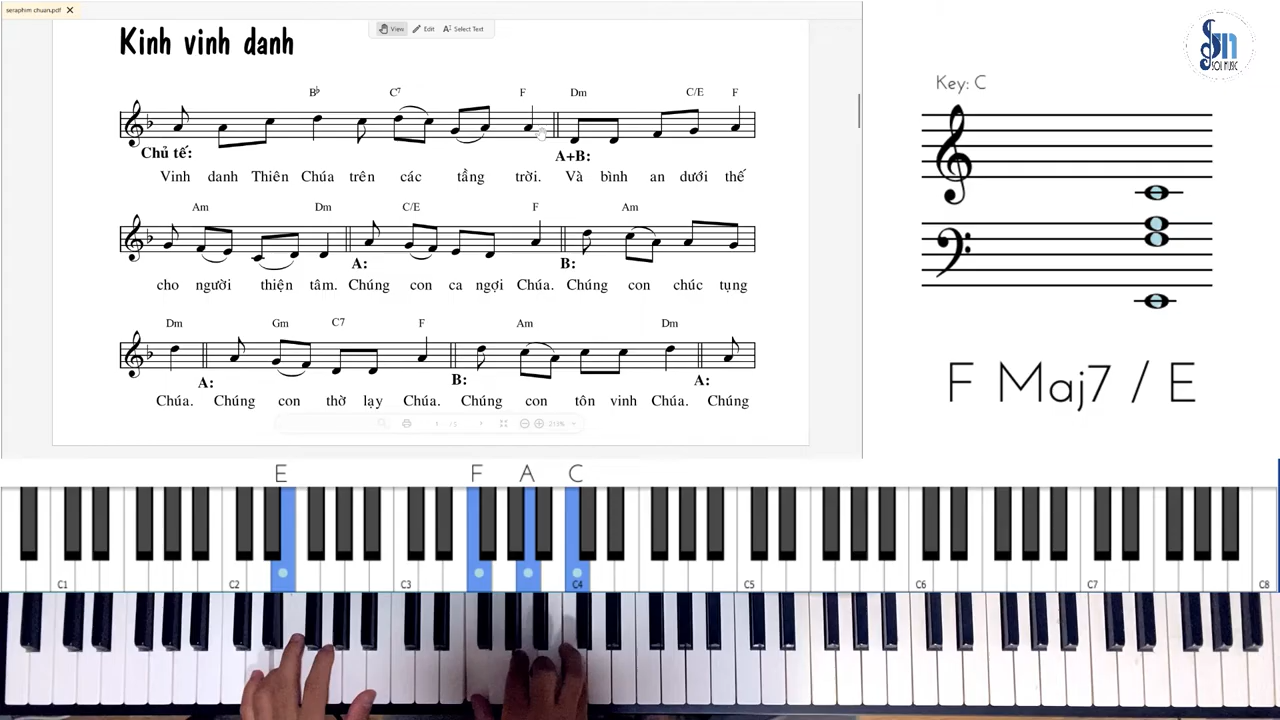 seraphim chuan.pdf
View Edit Select Text
Kinh vinh danh
B♭ C7 F Dm C/E F
Chủ tế: A+B:
Vinh danh Thiên Chúa trên các tầng trời. Và bình an dưới thế
Am Dm C/E F Am
A: B:
cho người thiện tâm. Chúng con ca ngợi Chúa. Chúng con chúc tụng
Dm Gm C7 F Am Dm
A: B: A:
Chúa. Chúng con thờ lạy Chúa. Chúng con tôn vinh Chúa. Chúng
SOL MUSIC
Key: C
F Maj7 / E
E F A C
C1 C2 C3 C4 C5 C6 C7 C8